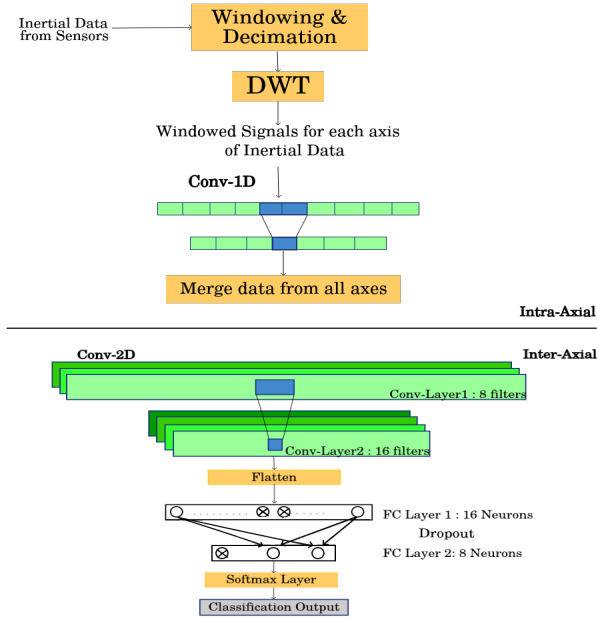 Inertial Data
from Sensors
Windowing &
Decimation
DWT
Windowed Signals for each axis
of Inertial Data
Conv-1D
Merge data from all axes
Intra-Axial
Conv-2D
Inter-Axial
Conv-Layer1 : 8 filters
Conv-Layer2 : 16 filters
Flatten
FC Layer 1 : 16 Neurons
Dropout
FC Layer 2: 8 Neurons
Softmax Layer
Classification Output